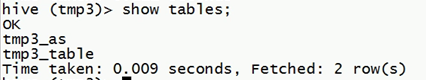 hive (tmp3)> show tables;
OK
tmp3_as
tmp3_table
Time taken: 0.009 seconds, Fetched: 2 row(s)